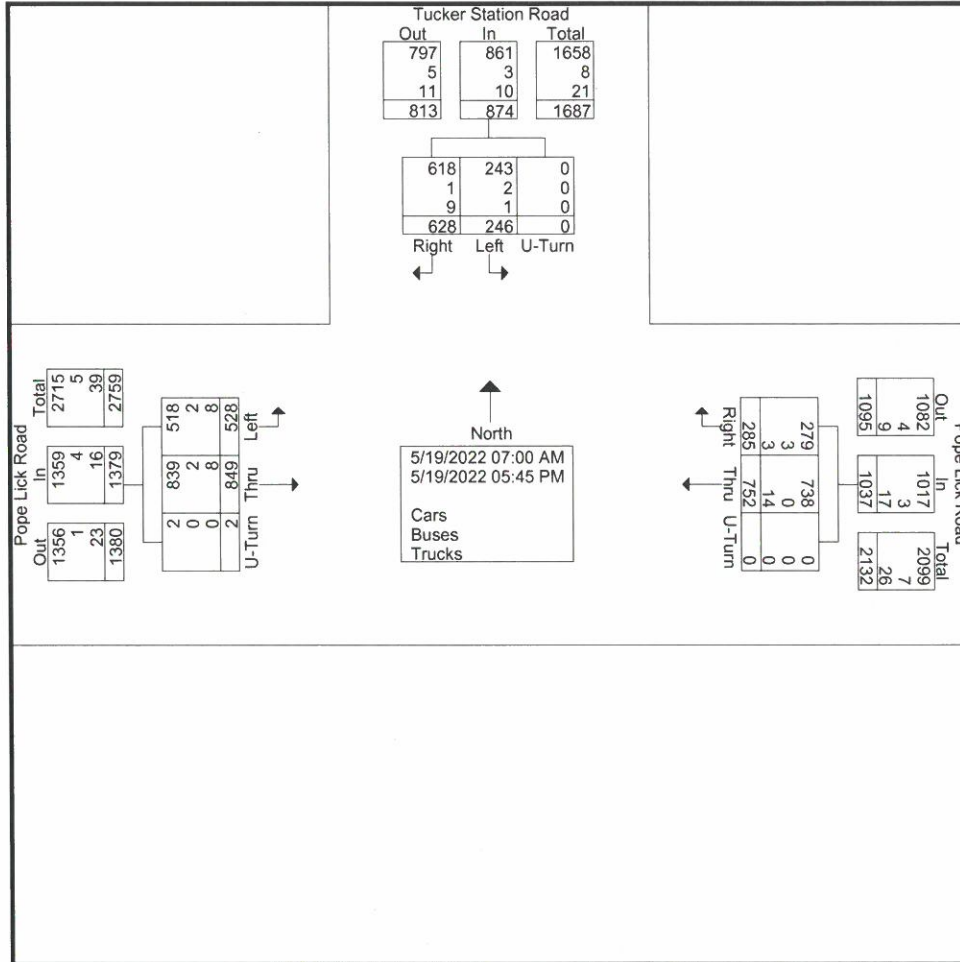 Tucker Station Road
Out In Total
797 861 1658
5 3 8
11 10 21
813 874 1687
618 243 0
1 2 0
9 1 0
628 246 0
Right Left U-Turn
Pope Lick Road
Total In Out
2715 1359 1356
5 4 1
39 16 23
2759 1379 1380
518 839 2
2 2 0
8 8 0
528 849 2
Left Thru U-Turn
North
5/19/2022 07:00 AM
5/19/2022 05:45 PM
Cars
Buses
Trucks
Right Thru U-Turn
279 738 0
3 0 0
3 14 0
285 752 0
Pope Lick Road
Out In Total
1082 1017 2099
4 3 7
9 17 26
1095 1037 2132